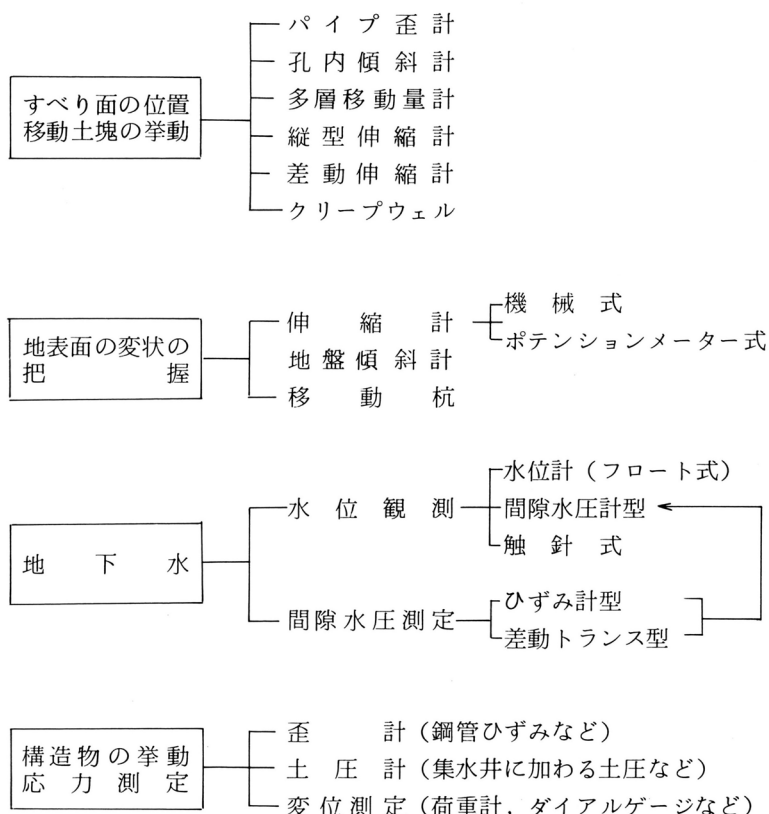 すべり面の位置
移動土塊の挙動
パイプ歪計
孔内傾斜計
多層移動量計
縦型伸縮計
差動伸縮計
クリープウェル
地表面の変状の
把握
伸縮計
機械式
ポテンションメーター式
地盤傾斜計
移動杭
地下水
水位観測
水位計（フロート式）
間隙水圧計型
触針式
間隙水圧測定
ひずみ計型
差動トランス型
構造物の挙動
応力測定
歪計（鋼管ひずみなど）
土圧計（集水井に加わる土圧など）
変位測定（荷重計，ダイアルゲージなど）